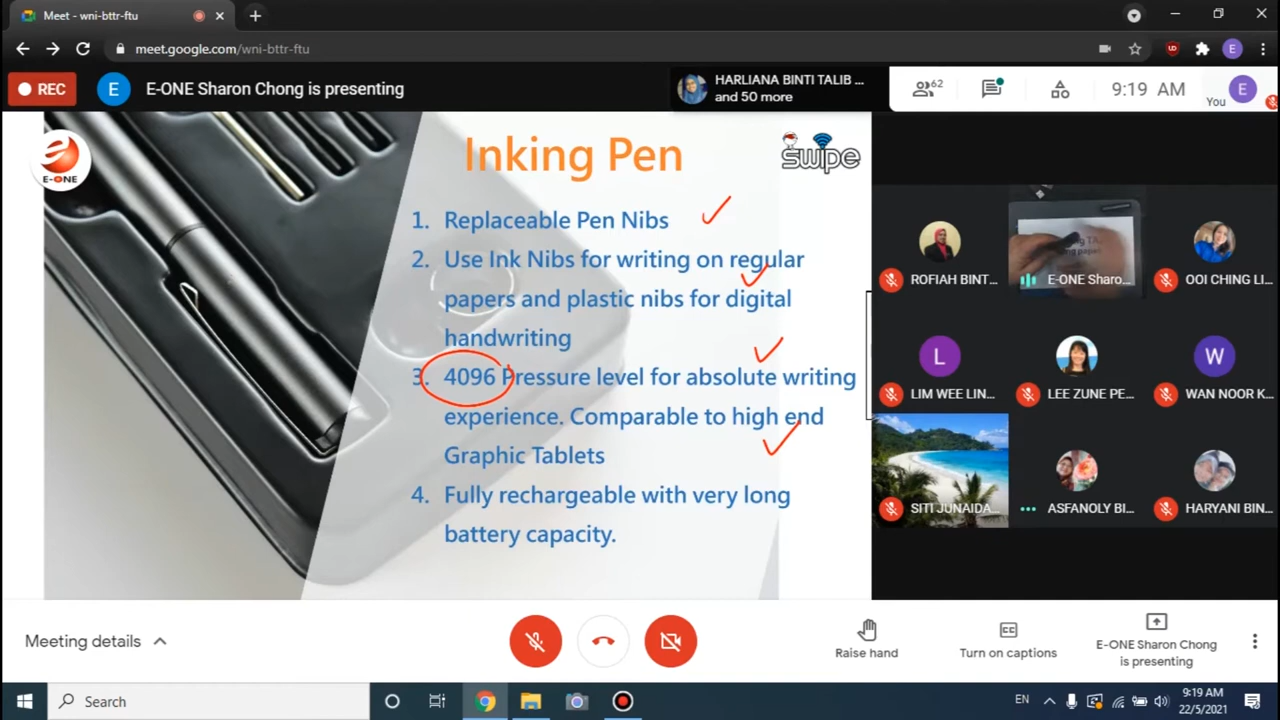 Meet - wni-bttr-ftu
meet.google.com/wni-bttr-ftu
REC
E
E-ONE Sharon Chong is presenting
HARLIANA BINTI TALIB ...
and 50 more
62
9:19 AM
You
E
E-ONE
Inking Pen
swipe
1. Replaceable Pen Nibs
2. Use Ink Nibs for writing on regular
papers and plastic nibs for digital
handwriting
3. 4096 Pressure level for absolute writing
experience. Comparable to high end
Graphic Tablets
4. Fully rechargeable with very long
battery capacity.
ROFIAH BINT...
E-ONE Sharo...
OOI CHING LI...
L
W
LIM WEE LIN...
LEE ZUNE PE...
WAN NOOR K...
SITI JUNAIDA...
ASFANOLY BI...
HARYANI BIN...
Meeting details
Raise hand
Turn on captions
E-ONE Sharon Chong
is presenting
Search
EN
9:19 AM
22/5/2021